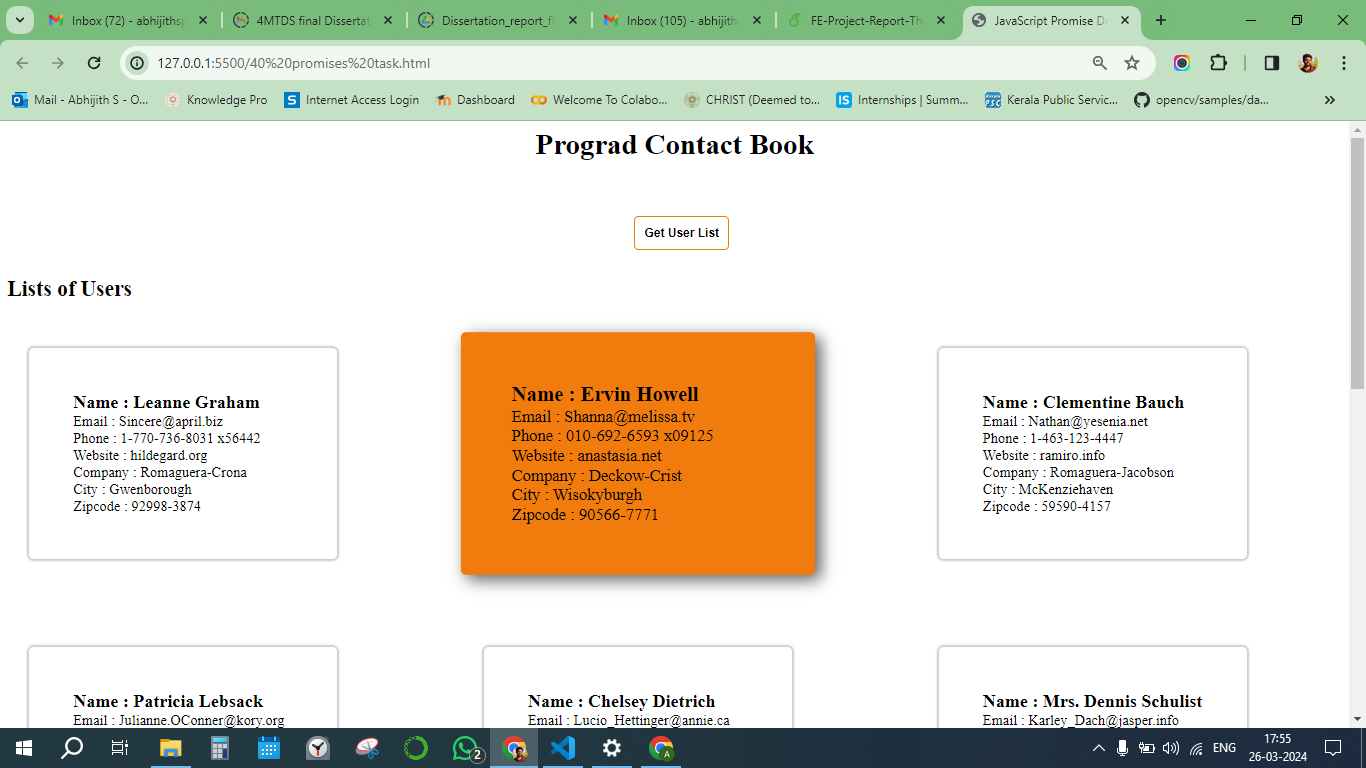 Inbox (72) - abhijithsp
4MTDS final Dissertat
Dissertation_report_fi
Inbox (105) - abhijith.
FE-Project-Report-Th
JavaScript Promise De
127.0.0.1:5500/40%20promises%20task.html
Mail - Abhijith S - O...
Knowledge Pro
Internet Access Login
Dashboard
Welcome To Colabo...
CHRIST (Deemed to...
Internships | Summ...
Kerala Public Servic...
opencv/samples/da...
Prograd Contact Book
Get User List
Lists of Users
Name : Leanne Graham
Email : Sincere@april.biz
Phone : 1-770-736-8031 x56442
Website : hildegard.org
Company : Romaguera-Crona
City : Gwenborough
Zipcode : 92998-3874
Name : Ervin Howell
Email : Shanna@melissa.tv
Phone : 010-692-6593 x09125
Website : anastasia.net
Company : Deckow-Crist
City : Wisokyburgh
Zipcode : 90566-7771
Name : Clementine Bauch
Email : Nathan@yesenia.net
Phone : 1-463-123-4447
Website : ramiro.info
Company : Romaguera-Jacobson
City : McKenziehaven
Zipcode : 59590-4157
Name : Patricia Lebsack
Email : Julianne.OConner@kory.org
Name : Chelsey Dietrich
Email : Lucio_Hettinger@annie.ca
Name : Mrs. Dennis Schulist
Email : Karley_Dach@jasper.info
2
A
ENG
17:55
26-03-2024